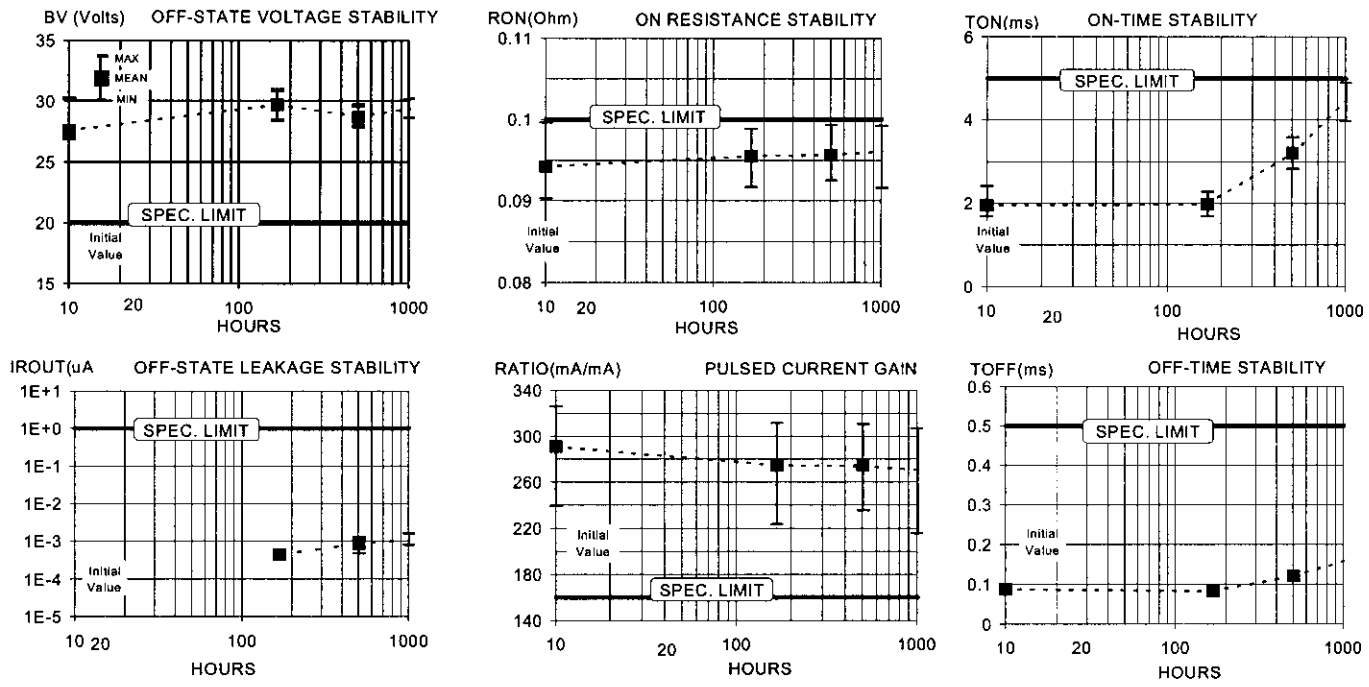 BV (Volts) OFF-STATE VOLTAGE STABILITY
35
30
25
20
15
MAX
MEAN
MIN
SPEC. LIMIT
Initial
Value
10 20 100 1000
HOURS
RON(Ohm) ON RESISTANCE STABILITY
0.11
0.1
0.09
0.08
SPEC. LIMIT
Initial
Value
10 20 100 1000
HOURS
TON(ms) ON-TIME STABILITY
6
4
2
0
SPEC. LIMIT
Initial
Value
10 20 100 1000
HOURS
IROUT(uA OFF-STATE LEAKAGE STABILITY
1E+1
1E+0
1E-1
1E-2
1E-3
1E-4
1E-5
SPEC. LIMIT
Initial
Value
10 20 100 1000
HOURS
RATIO(mA/mA) PULSED CURRENT GAIN
340
300
260
220
180
140
SPEC. LIMIT
Initial
Value
10 20 100 1000
HOURS
TOFF(ms) OFF-TIME STABILITY
0.6
0.5
0.4
0.3
0.2
0.1
0
SPEC. LIMIT
Initial
Value
10 20 100 1000
HOURS